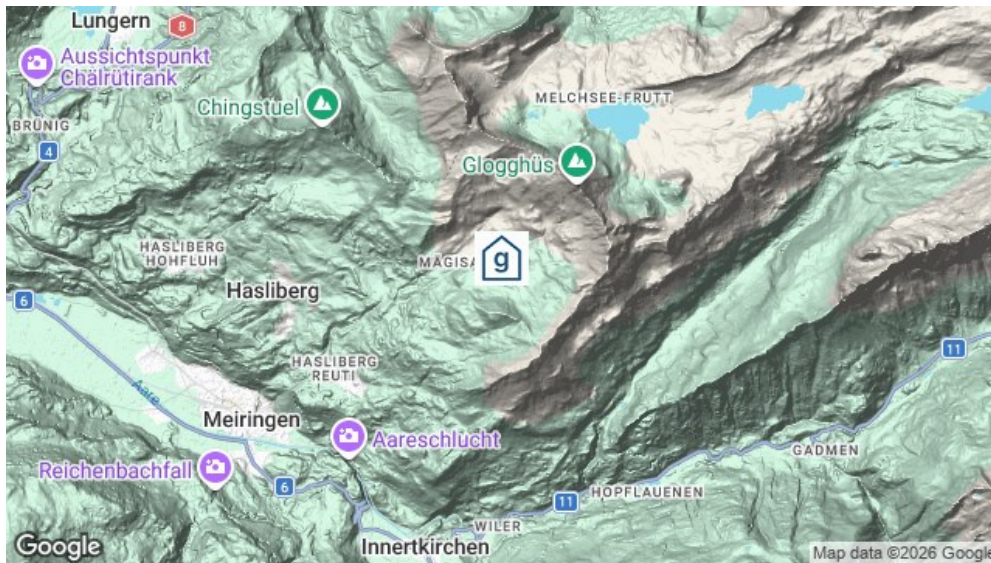 Lungern
8
Aussichtspunkt
Chälrütirank
Chingstuel
MELCHSEE-FRUTT
BRÜNIG
4
Glogghüs
HASLIBERG
HOHFLUH
g
Hasliberg
6
11
HASLIBERG
REUTI
Aare
Meiringen
Aareschlucht
Reichenbachfall
GADMEN
6
11
HOPFLAUENEN
WILER
Innertkirchen
Google
Map data ©2026 Google